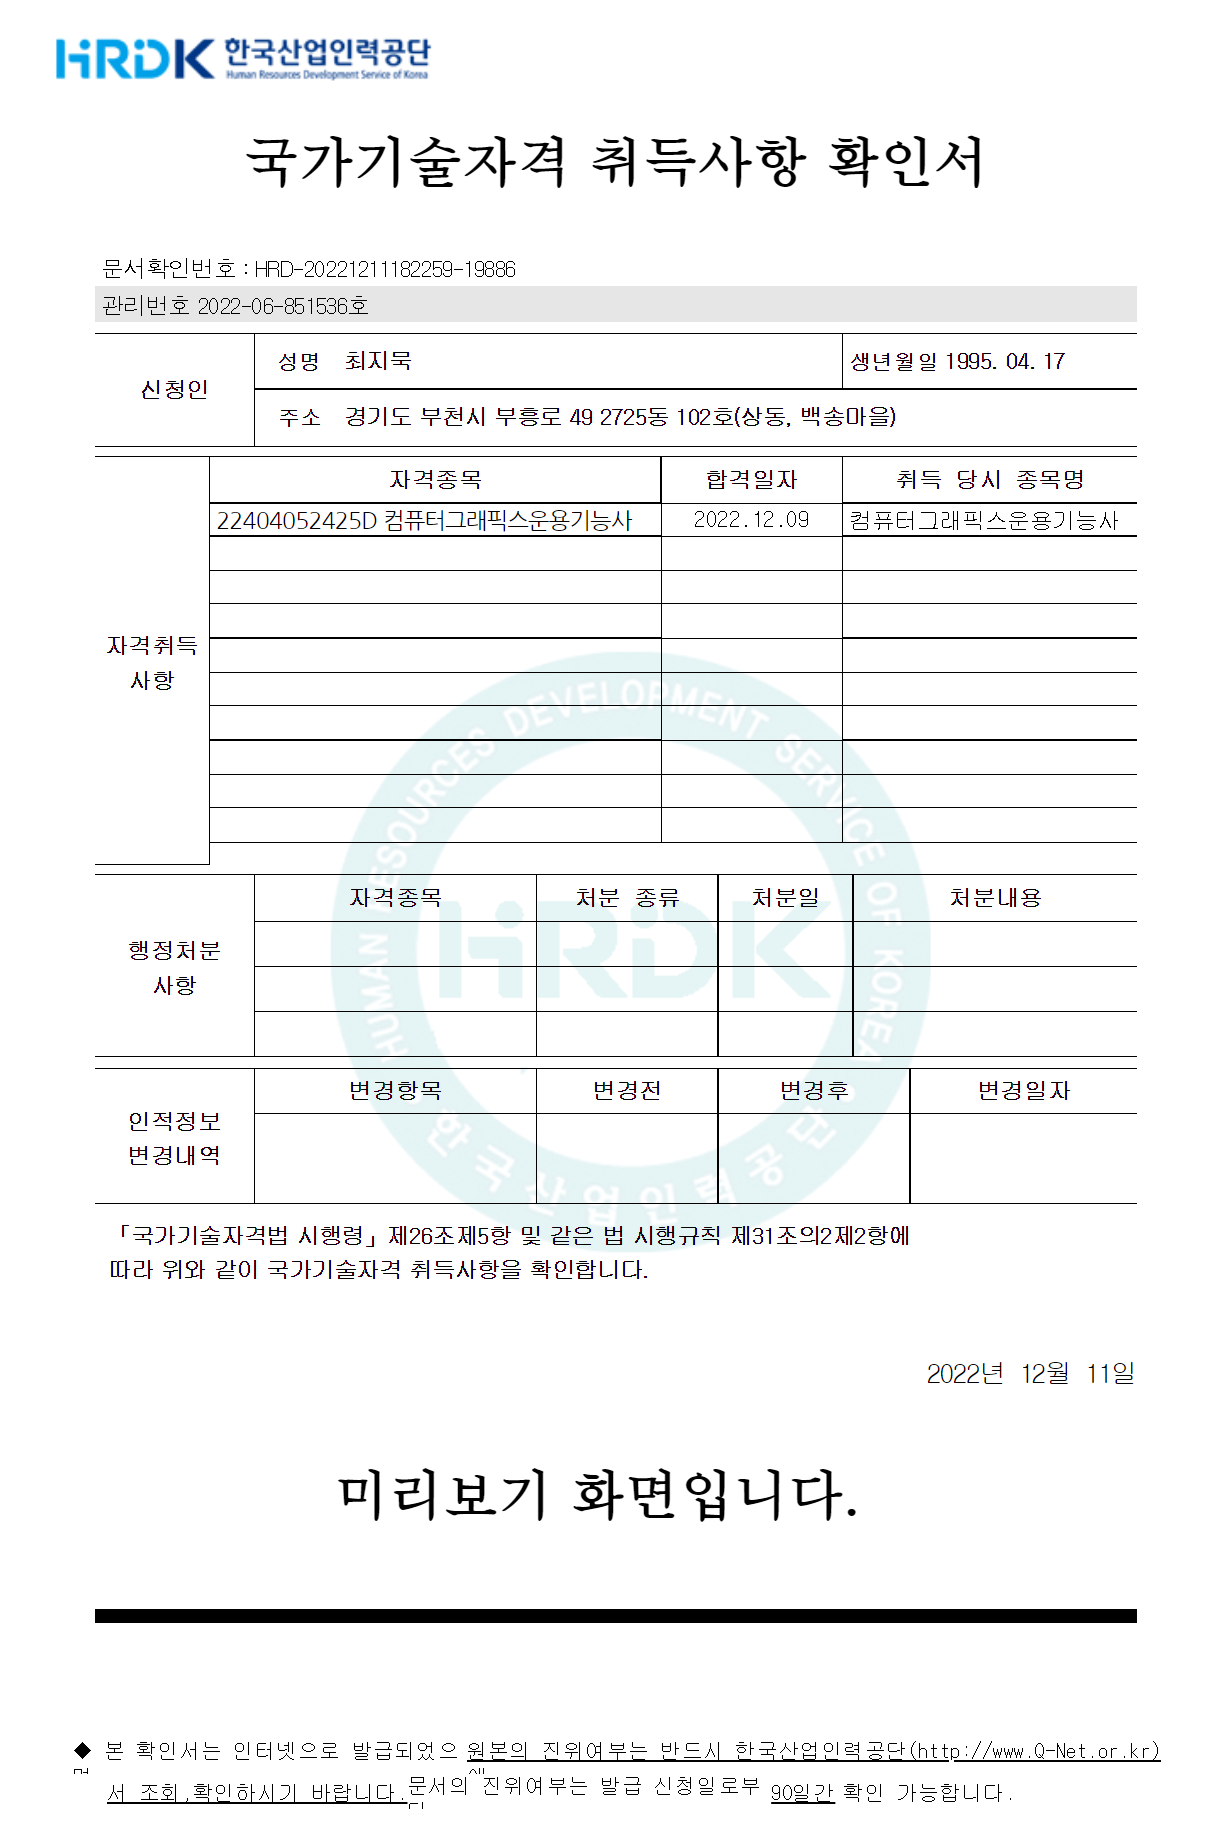 HRDK 한국산업인력공단
Human Resources Development Service of Korea
국가기술자격 취득사항 확인서
문서확인번호 : HRD-20221211182259-19886
관리번호 2022-06-851536호
신청인
성명 최지묵
생년월일 1995. 04. 17
주소 경기도 부천시 부흥로 49 2725동 102호(상동, 백송마을)
자격취득
사항
자격종목 합격일자 취득 당시 종목명
22404052425D 컴퓨터그래픽스운용기능사 2022.12.09 컴퓨터그래픽스운용기능사
HUMAN RESOURCES DEVELOPMENT SERVICE OF KOREA
HRDK
한국산업인력공단
행정처분
사항
자격종목 처분 종류 처분일 처분내용
인적정보
변경내역
변경항목 변경전 변경후 변경일자
「국가기술자격법 시행령」제26조제5항 및 같은 법 시행규칙 제31조의2제2항에
따라 위와 같이 국가기술자격 취득사항을 확인합니다.
2022년 12월 11일
미리보기 화면입니다.
◆ 본 확인서는 인터넷으로 발급되었으 원본의 진위여부는 반드시 한국산업인력공단(http://www.Q-Net.or.kr)
서 조회,확인하시기 바랍니다. 문서의 진위여부는 발급 신청일로부 90일간 확인 가능합니다.